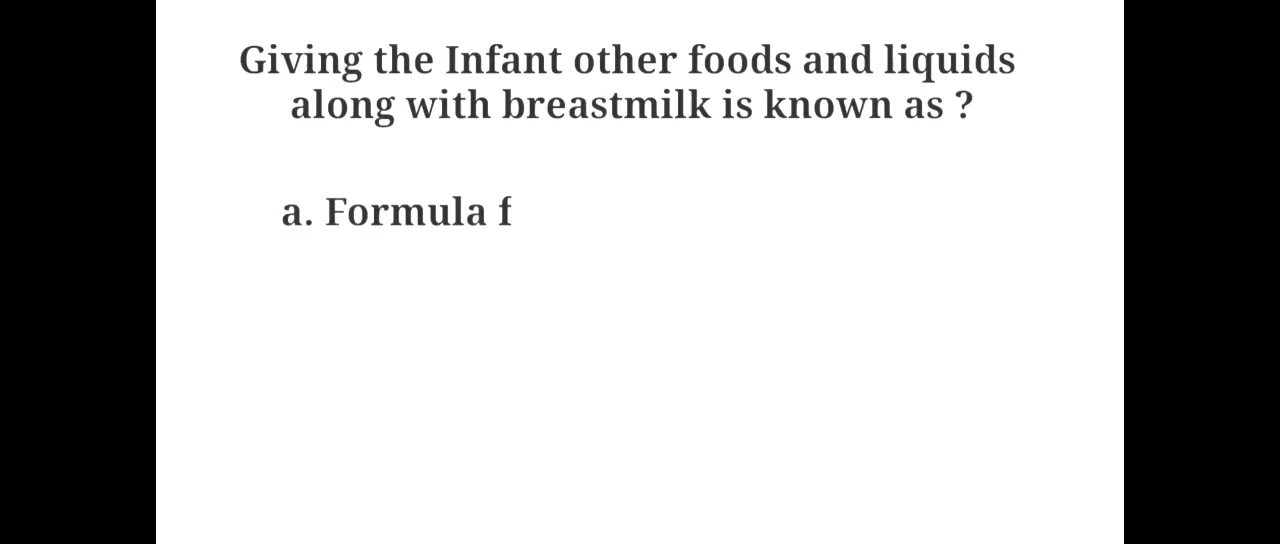 Giving the Infant other foods and liquids
along with breastmilk is known as ?
a. Formula f